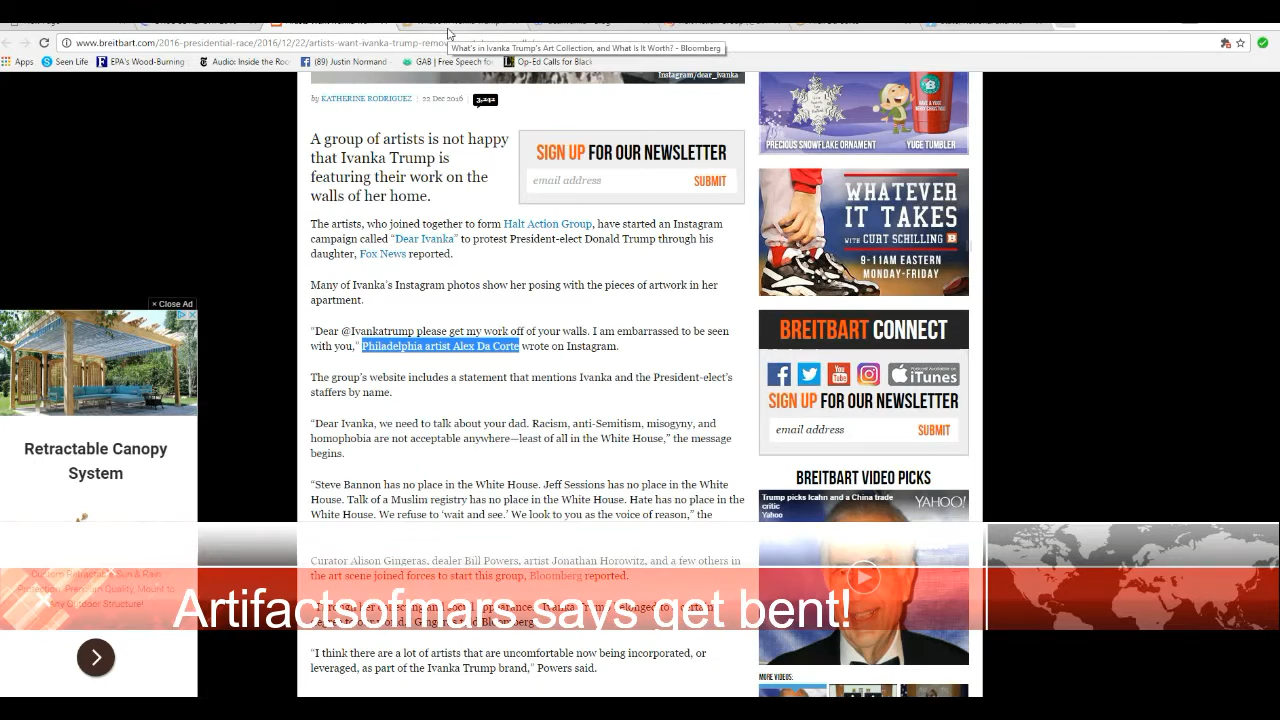 www.breitbart.com/2016-presidential-race/2016/12/22/artists-want-ivanka-trump-remov
What's in Ivanka Trump's Art Collection, and What Is It Worth? - Bloomberg
Apps Seen Life EPA's Wood-Burning Audio: Inside the Roo (89) Justin Normand GAB | Free Speech fo Op-Ed Calls for Blac
Instagram/dear_ivanka
by KATHERINE RODRIGUEZ | 22 Dec 2016
A group of artists is not happy
that Ivanka Trump is
featuring their work on the
walls of her home.
SIGN UP FOR OUR NEWSLETTER
email address SUBMIT
The artists, who joined together to form Halt Action Group, have started an Instagram
campaign called “Dear Ivanka” to protest President-elect Donald Trump through his
daughter, Fox News reported.
Many of Ivanka’s Instagram photos show her posing with the pieces of artwork in her
apartment.
“Dear @Ivankatrump please get my work off of your walls. I am embarrassed to be seen
with you,” Philadelphia artist Alex Da Corte wrote on Instagram.
The group’s website includes a statement that mentions Ivanka and the President-elect’s
staffers by name.
“Dear Ivanka, we need to talk about your dad. Racism, anti-Semitism, misogyny, and
homophobia are not acceptable anywhere—least of all in the White House,” the message
begins.
“Steve Bannon has no place in the White House. Jeff Sessions has no place in the White
House. Talk of a Muslim registry has no place in the White House. Hate has no place in the
White House. We refuse to ‘wait and see.’ We look to you as the voice of reason,” the
Curator Alison Gingeras, dealer Bill Powers, artist Jonathan Horowitz, and a few others in
the art scene joined forces to start this group, Bloomberg reported.
“I think there are a lot of artists that are uncomfortable now being incorporated, or
leveraged, as part of the Ivanka Trump brand,” Powers said.
PRECIOUS SNOWFLAKE ORNAMENT YUGE TUMBLER
WHATEVER
IT TAKES
WITH CURT SCHILLING B
9-11AM EASTERN
MONDAY-FRIDAY
BREITBART CONNECT
You Tube
iTunes
SIGN UP FOR OUR NEWSLETTER
email address SUBMIT
BREITBART VIDEO PICKS
Trump picks Icahn and a China trade
critic
Yahoo
YAHOO!
MORE VIDEOS:
× Close Ad
Retractable Canopy
System
Custom Retractable Sun & Rain
Protection, Premium Quality, Mount to
Any Outdoor Structure!
Artifactsofmars says get bent!